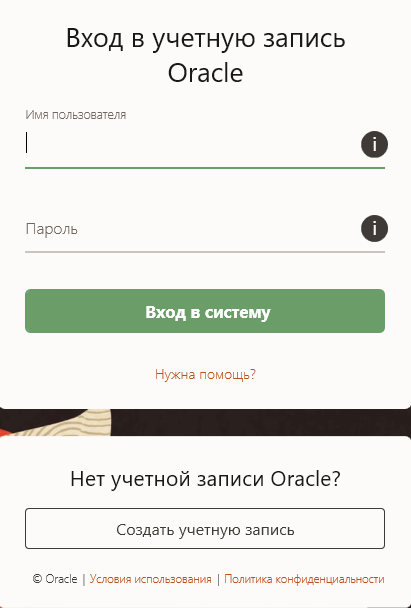 Вход в учетную запись
Oracle
Имя пользователя
i
Пароль
i
Вход в систему
Нужна помощь?
Нет учетной записи Oracle?
Создать учетную запись
© Oracle | Условия использования | Политика конфиденциальности